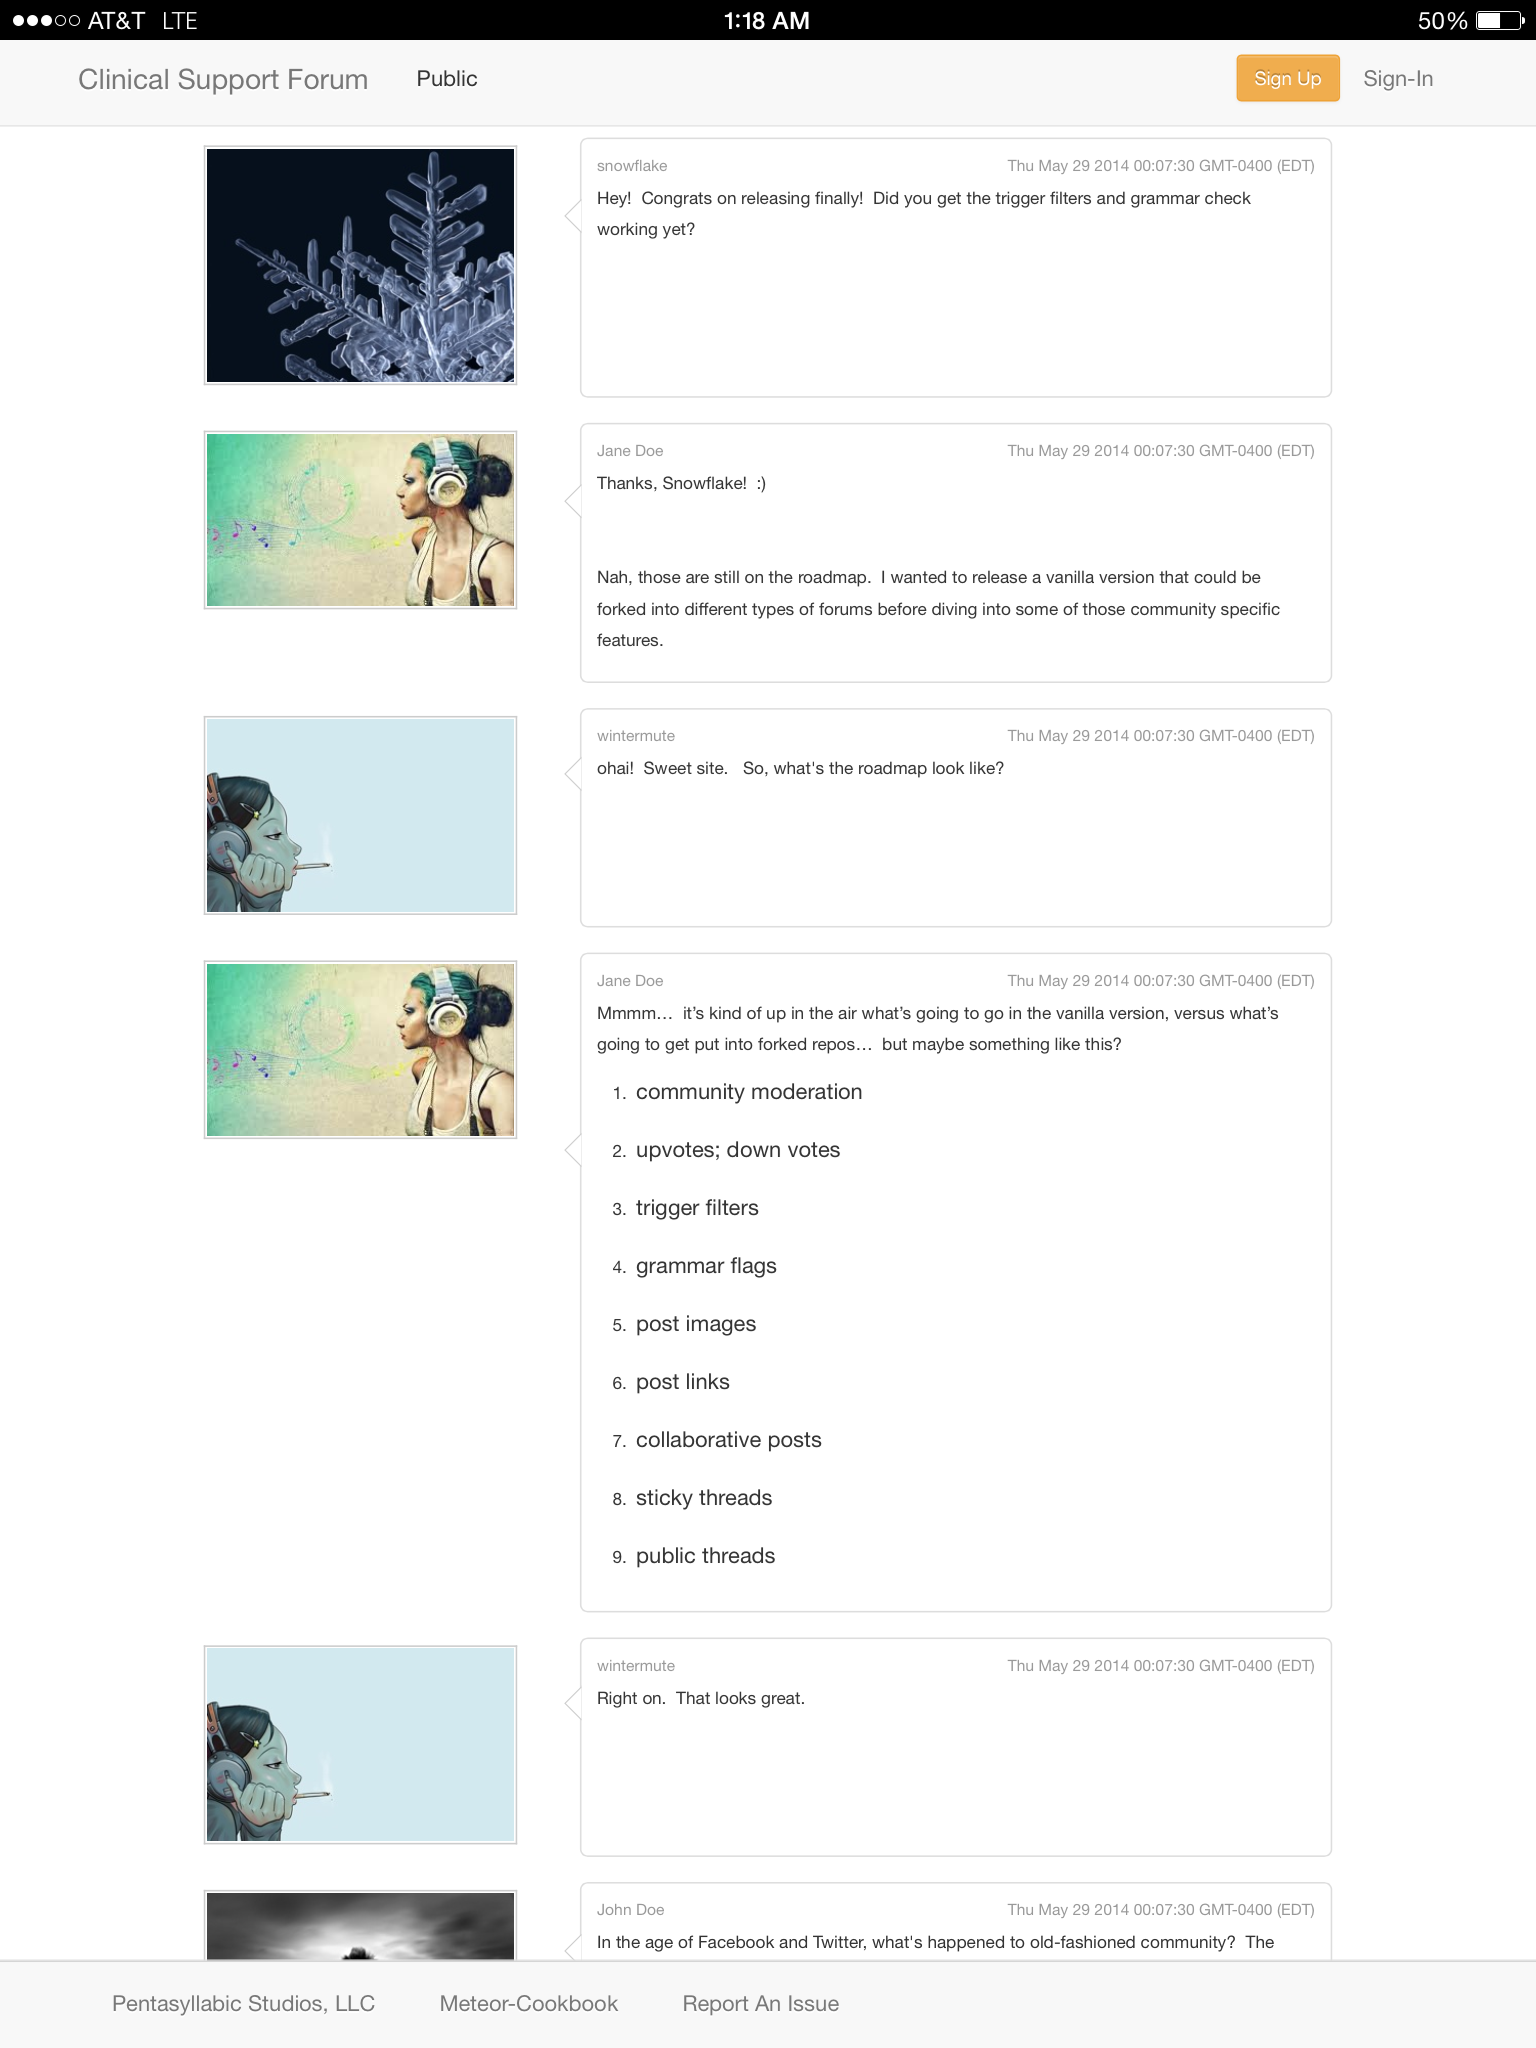 AT&T LTE 1:18 AM 50%
Clinical Support Forum Public Sign Up Sign-In
snowflake Thu May 29 2014 00:07:30 GMT-0400 (EDT)
Hey!  Congrats on releasing finally!  Did you get the trigger filters and grammar check
working yet?
Jane Doe Thu May 29 2014 00:07:30 GMT-0400 (EDT)
Thanks, Snowflake!  :)
Nah, those are still on the roadmap.  I wanted to release a vanilla version that could be
forked into different types of forums before diving into some of those community specific
features.
wintermute Thu May 29 2014 00:07:30 GMT-0400 (EDT)
ohai!  Sweet site.   So, what's the roadmap look like?
Jane Doe Thu May 29 2014 00:07:30 GMT-0400 (EDT)
Mmmm…  it’s kind of up in the air what’s going to go in the vanilla version, versus what’s
going to get put into forked repos…  but maybe something like this?
1. community moderation
2. upvotes; down votes
3. trigger filters
4. grammar flags
5. post images
6. post links
7. collaborative posts
8. sticky threads
9. public threads
wintermute Thu May 29 2014 00:07:30 GMT-0400 (EDT)
Right on.  That looks great.
John Doe Thu May 29 2014 00:07:30 GMT-0400 (EDT)
In the age of Facebook and Twitter, what's happened to old-fashioned community?  The
Pentasyllabic Studios, LLC Meteor-Cookbook Report An Issue